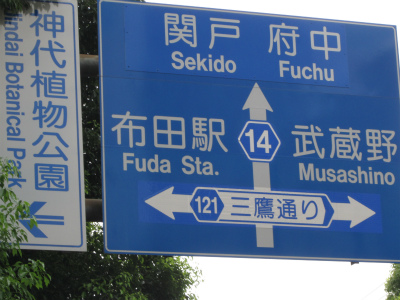 神代植物公園
Jindai Botanical Park
関戸 府中
Sekido Fuchu
布田駅 14 武蔵野
Fuda Sta. Musashino
121 三鷹通り